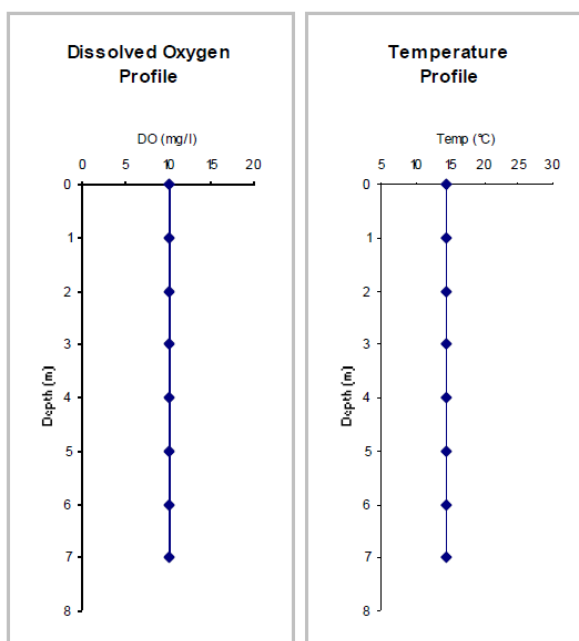 Dissolved Oxygen
Profile
DO (mg/l)
0 5 10 15 20
0
1
2
3
4
5
6
7
8
Depth (m)
Temperature
Profile
Temp (°C)
5 10 15 20 25 30
0
1
2
3
4
5
6
7
8
Depth (m)